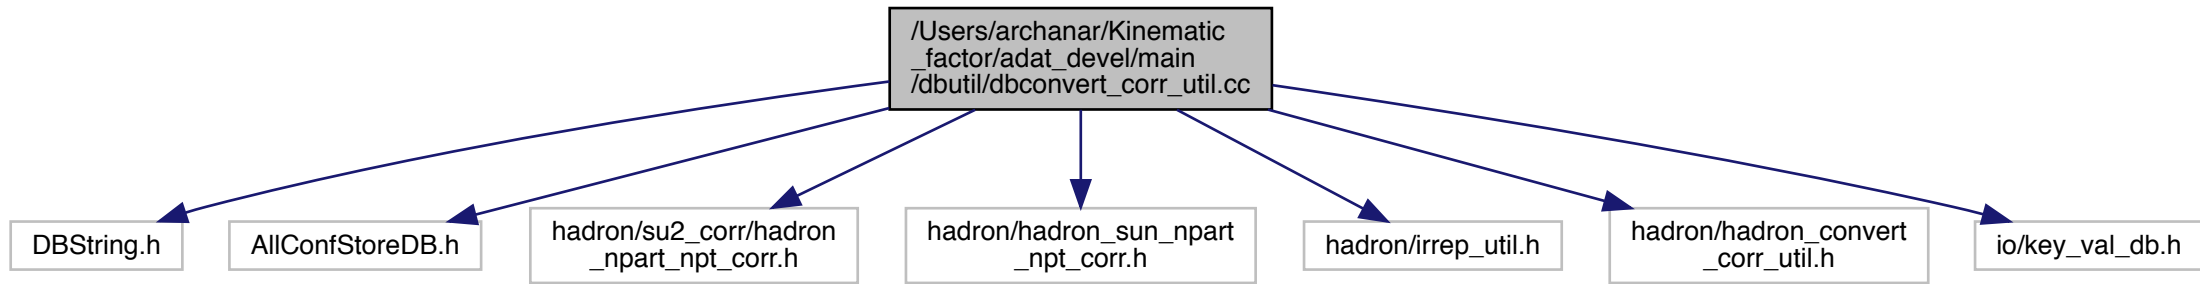 /Users/archanar/Kinematic
_factor/adat_devel/main
/dbutil/dbconvert_corr_util.cc
DBString.h
AllConfStoreDB.h
hadron/su2_corr/hadron
_npart_npt_corr.h
hadron/hadron_sun_npart
_npt_corr.h
hadron/irrep_util.h
hadron/hadron_convert
_corr_util.h
io/key_val_db.h